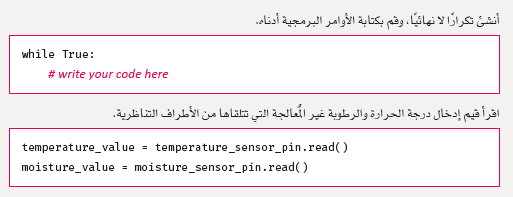 أنشئ تكرارًا لا نهائيًّا، وقم بكتابة الأوامر البرمجية أدناه.
while True:
# write your code here
اقرأ قيم إدخال درجة الحرارة والرطوبة غير المُعالجة التي تتلقاها من الأطراف التناظرية.
temperature_value = temperature_sensor_pin.read()
moisture_value = moisture_sensor_pin.read()